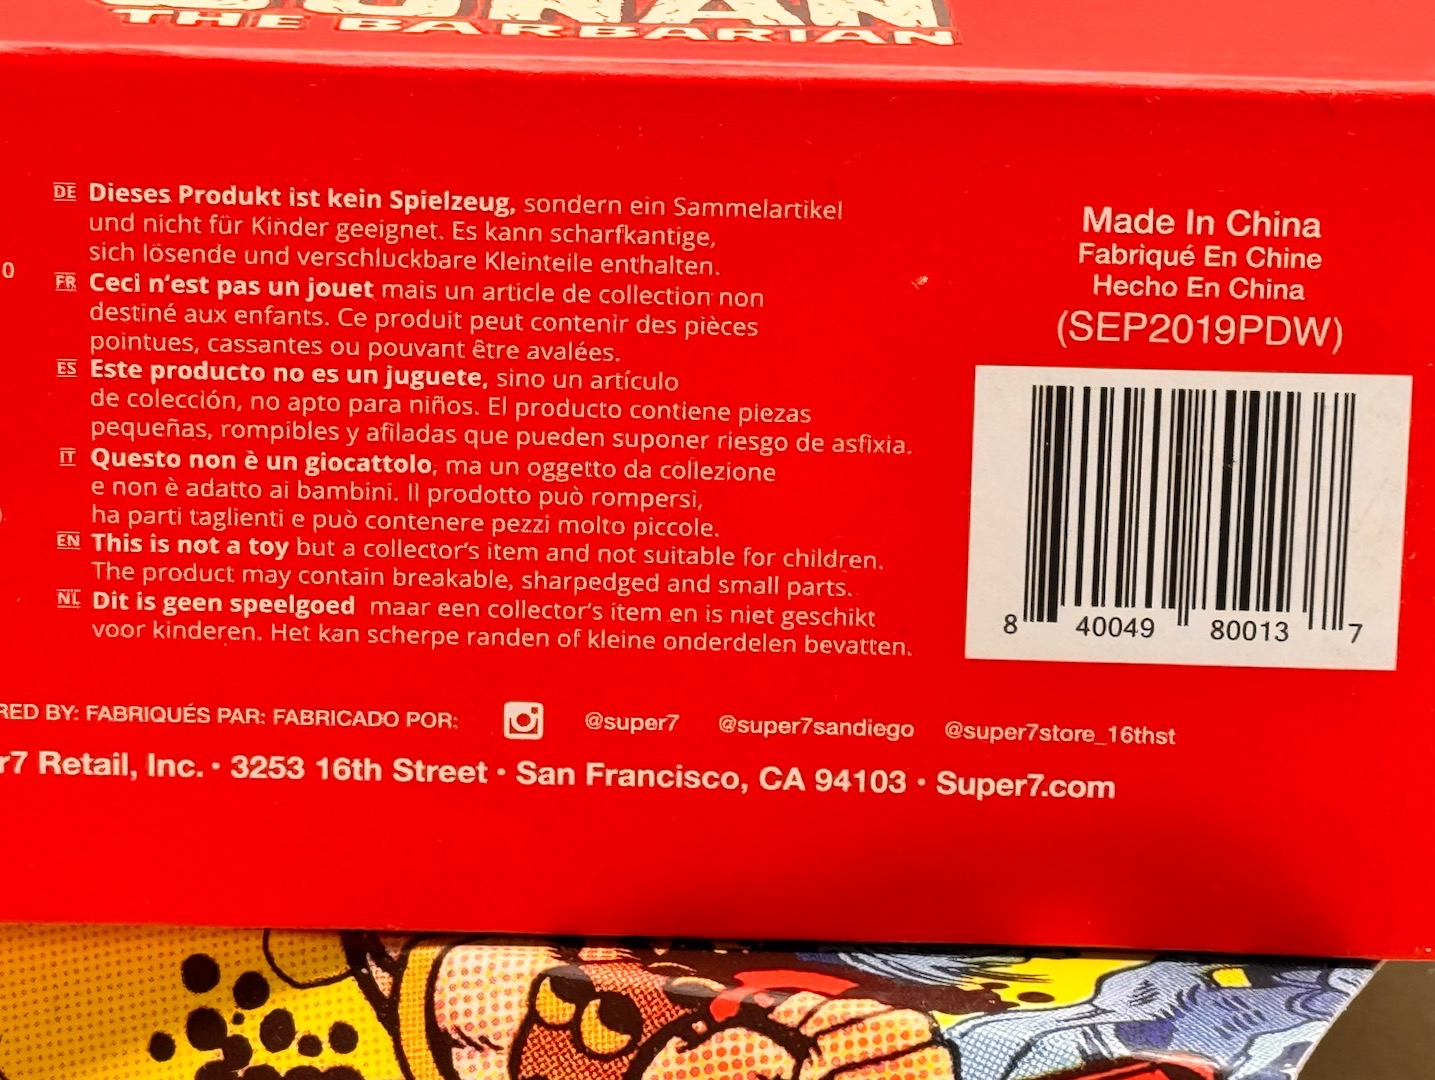 CONAN
THE BARBARIAN
DE Dieses Produkt ist kein Spielzeug, sondern ein Sammelartikel
und nicht für Kinder geeignet. Es kann scharfkantige,
sich lösende und verschluckbare Kleinteile enthalten.
FR Ceci n'est pas un jouet mais un article de collection non
destiné aux enfants. Ce produit peut contenir des pièces
pointues, cassantes ou pouvant être avalées.
ES Este producto no es un juguete, sino un artículo
de colección, no apto para niños. El producto contiene piezas
pequeñas, rompibles y afiladas que pueden suponer riesgo de asfixia.
IT Questo non è un giocattolo, ma un oggetto da collezione
e non è adatto ai bambini. Il prodotto può rompersi,
ha parti taglienti e può contenere pezzi molto piccole.
EN This is not a toy but a collector's item and not suitable for children.
The product may contain breakable, sharpedged and small parts.
NL Dit is geen speelgoed maar een collector's item en is niet geschikt
voor kinderen. Het kan scherpe randen of kleine onderdelen bevatten.
Made In China
Fabriqué En Chine
Hecho En China
(SEP2019PDW)
8 40049 80013 7
RED BY: FABRIQUÉS PAR: FABRICADO POR: @super7 @super7sandiego @super7store_16thst
r7 Retail, Inc. • 3253 16th Street • San Francisco, CA 94103 • Super7.com